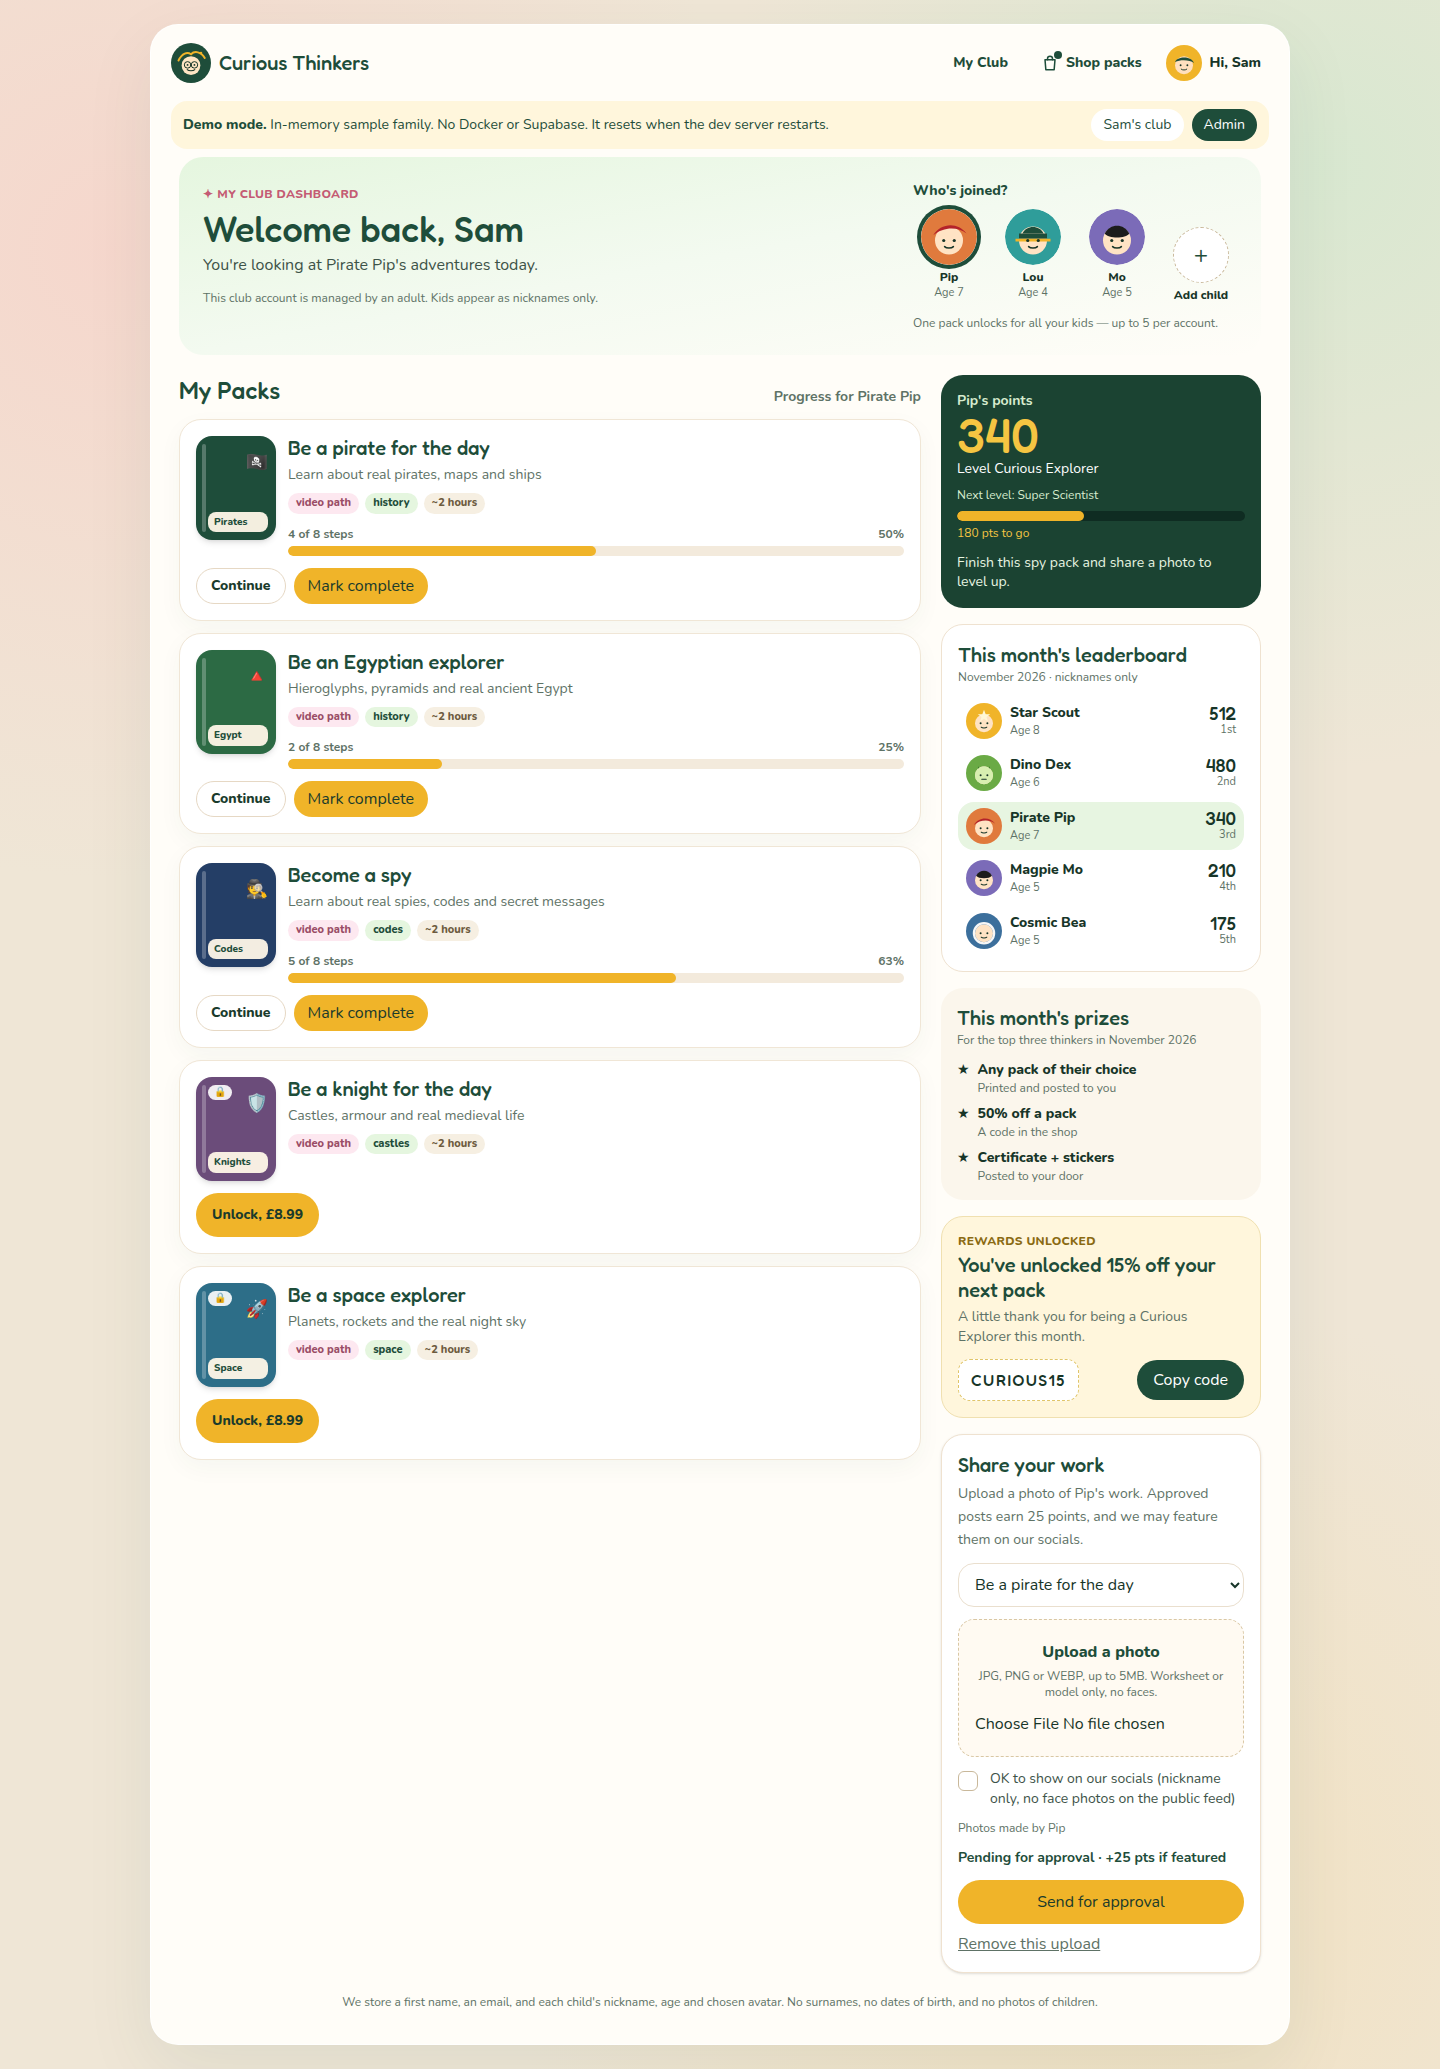 Curious Thinkers
My Club
Shop packs
Hi, Sam
Demo mode. In-memory sample family. No Docker or Supabase. It resets when the dev server restarts.
Sam's club
Admin
✦ MY CLUB DASHBOARD
Welcome back, Sam
You're looking at Pirate Pip's adventures today.
This club account is managed by an adult. Kids appear as nicknames only.
Who's joined?
Pip
Age 7
Lou
Age 4
Mo
Age 5
+
Add child
One pack unlocks for all your kids — up to 5 per account.
My Packs
Progress for Pirate Pip
Pirates
Be a pirate for the day
Learn about real pirates, maps and ships
video path
history
~2 hours
4 of 8 steps
50%
Continue
Mark complete
Egypt
Be an Egyptian explorer
Hieroglyphs, pyramids and real ancient Egypt
video path
history
~2 hours
2 of 8 steps
25%
Continue
Mark complete
Codes
Become a spy
Learn about real spies, codes and secret messages
video path
codes
~2 hours
5 of 8 steps
63%
Continue
Mark complete
Knights
Be a knight for the day
Castles, armour and real medieval life
video path
castles
~2 hours
Unlock, £8.99
Space
Be a space explorer
Planets, rockets and the real night sky
video path
space
~2 hours
Unlock, £8.99
Pip's points
340
Level Curious Explorer
Next level: Super Scientist
180 pts to go
Finish this spy pack and share a photo to
level up.
This month's leaderboard
November 2026 · nicknames only
Star Scout
Age 8
512
1st
Dino Dex
Age 6
480
2nd
Pirate Pip
Age 7
340
3rd
Magpie Mo
Age 5
210
4th
Cosmic Bea
Age 5
175
5th
This month's prizes
For the top three thinkers in November 2026
★ Any pack of their choice
Printed and posted to you
★ 50% off a pack
A code in the shop
★ Certificate + stickers
Posted to your door
REWARDS UNLOCKED
You've unlocked 15% off your
next pack
A little thank you for being a Curious
Explorer this month.
CURIOUS15
Copy code
Share your work
Upload a photo of Pip's work. Approved
posts earn 25 points, and we may feature
them on our socials.
Be a pirate for the day
Upload a photo
JPG, PNG or WEBP, up to 5MB. Worksheet or
model only, no faces.
Choose File No file chosen
OK to show on our socials (nickname
only, no face photos on the public feed)
Photos made by Pip
Pending for approval · +25 pts if featured
Send for approval
Remove this upload
We store a first name, an email, and each child's nickname, age and chosen avatar. No surnames, no dates of birth, and no photos of children.